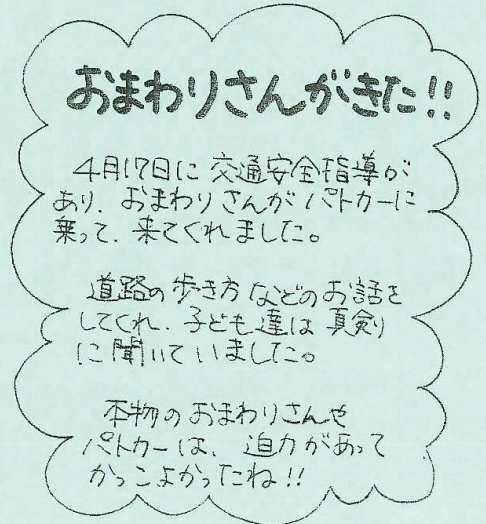 おまわりさんがきた!!
4月17日に交通安全指導が
あり、おまわりさんがパトカーに
乗って、来てくれました。
道路の歩き方などのお話を
してくれ、子ども達は真剣
に聞いていました。
本物のおまわりさんや
パトカーは、迫力があって
かっこよかったね!!